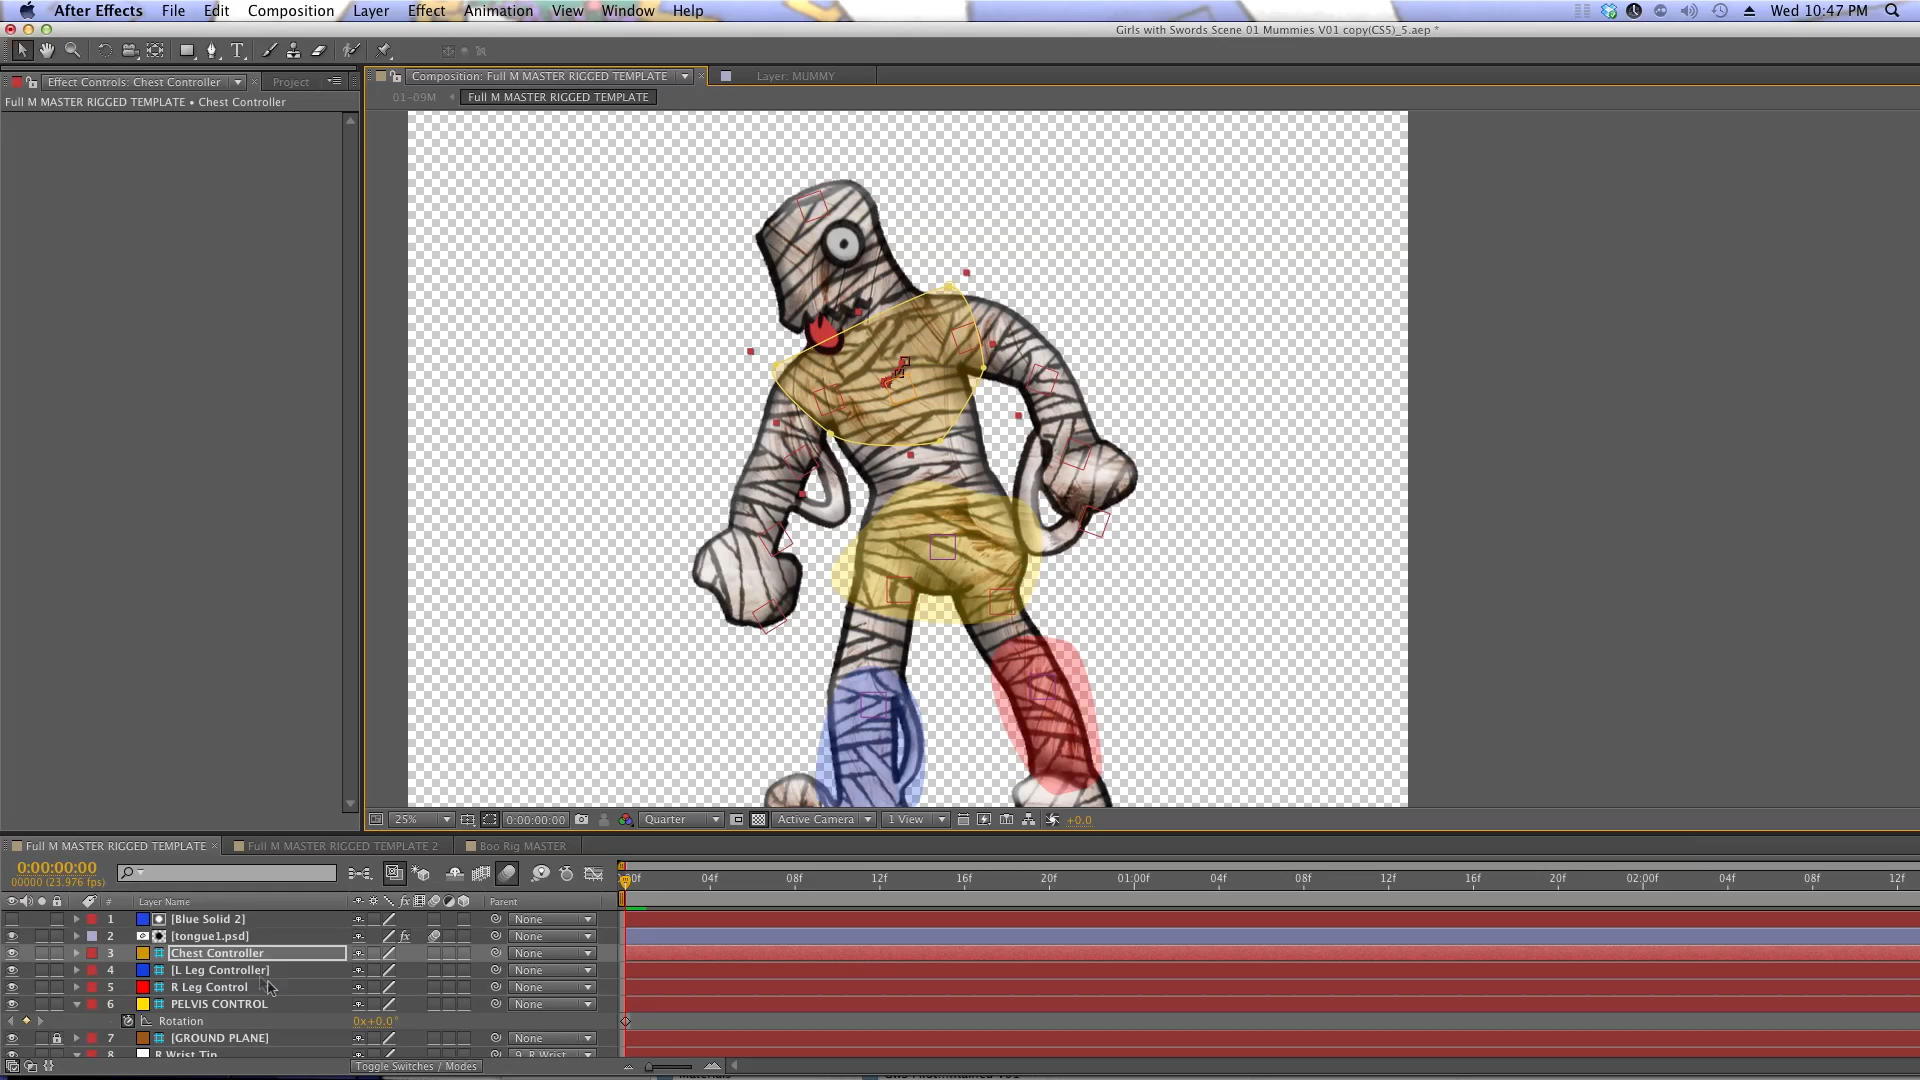 After Effects File Edit Composition Layer Effect Animation View Window Help Wed 10:47 PM
Girls with Swords Scene 01 Mummies V01 copy(CS5)_5.aep *
Effect Controls: Chest Controller Project
Composition: Full M MASTER RIGGED TEMPLATE Layer: MUMMY
Full M MASTER RIGGED TEMPLATE • Chest Controller
01-09M Full M MASTER RIGGED TEMPLATE
25% 0:00:00:00 Quarter Active Camera 1 View +0.0
Full M MASTER RIGGED TEMPLATE Full M MASTER RIGGED TEMPLATE 2 Boo Rig MASTER
0:00:00:00
00000 (23.976 fps)
04f 08f 12f 16f 20f 01:00f 04f 08f 12f 16f 20f 02:00f 04f 08f 12f
# Layer Name fx Parent
1 [Blue Solid 2] None
2 [tongue1.psd] fx None
3 Chest Controller None
4 [L Leg Controller] None
5 R Leg Control None
6 PELVIS CONTROL None
Rotation 0x+0.0°
7 [GROUND PLANE] None
8 R Wrist Tip 9. R Wrist
Toggle Switches / Modes